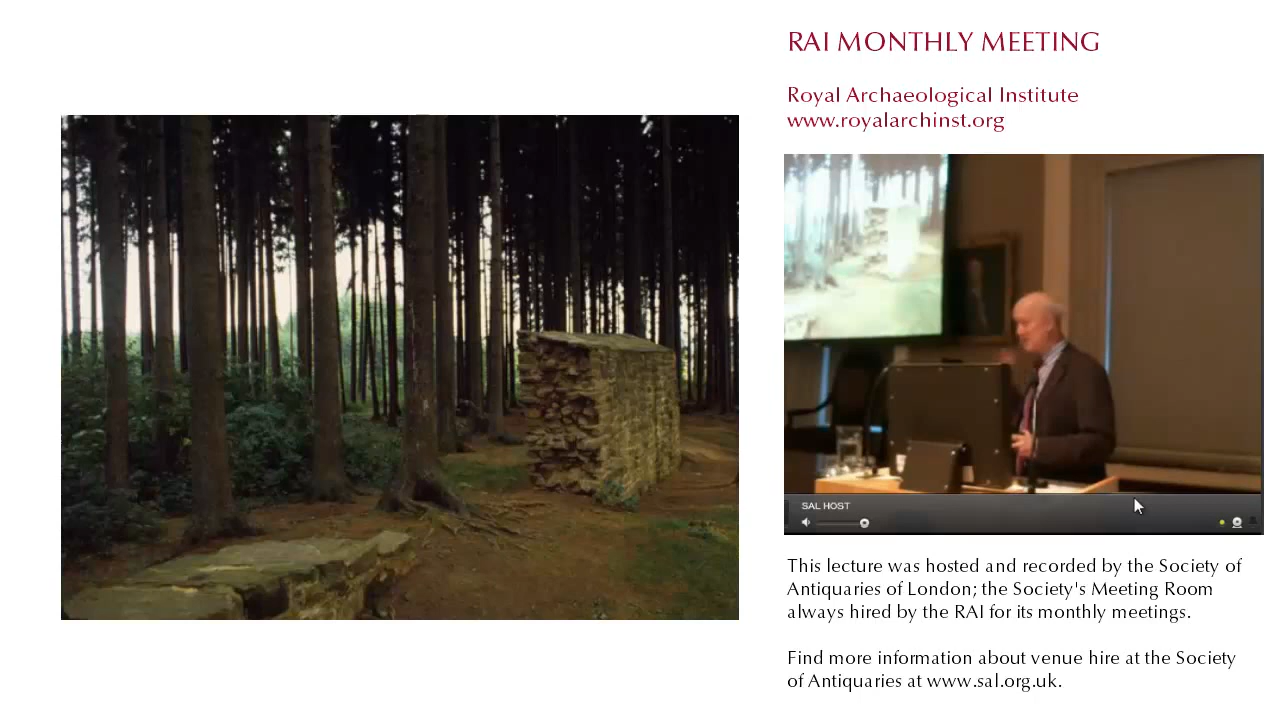 RAI MONTHLY MEETING
Royal Archaeological Institute
www.royalarchinst.org
SAL HOST
This lecture was hosted and recorded by the Society of
Antiquaries of London; the Society's Meeting Room
always hired by the RAI for its monthly meetings.
Find more information about venue hire at the Society
of Antiquaries at www.sal.org.uk.